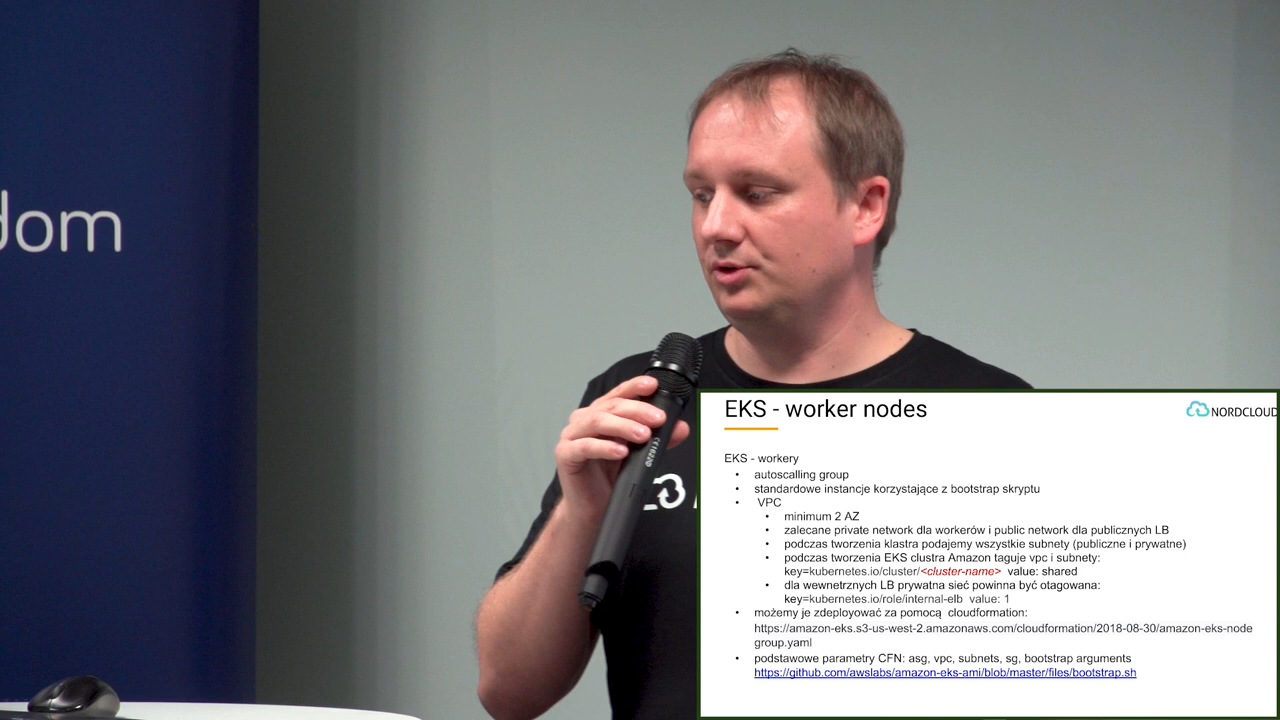 dom
EKS - worker nodes
NORDCLOUD
EKS - workery
• autoscalling group
• standardowe instancje korzystające z bootstrap skryptu
• VPC
• minimum 2 AZ
• zalecane private network dla workerów i public network dla publicznych LB
• podczas tworzenia klastra podajemy wszystkie subnety (publiczne i prywatne)
• podczas tworzenia EKS clustra Amazon taguje vpc i subnety:
key=kubernetes.io/cluster/<cluster-name> value: shared
• dla wewnetrznych LB prywatna sieć powinna być otagowana:
key=kubernetes.io/role/internal-elb value: 1
• możemy je zdeployować za pomocą cloudformation:
https://amazon-eks.s3-us-west-2.amazonaws.com/cloudformation/2018-08-30/amazon-eks-node
group.yaml
• podstawowe parametry CFN: asg, vpc, subnets, sg, bootstrap arguments
https://github.com/awslabs/amazon-eks-ami/blob/master/files/bootstrap.sh